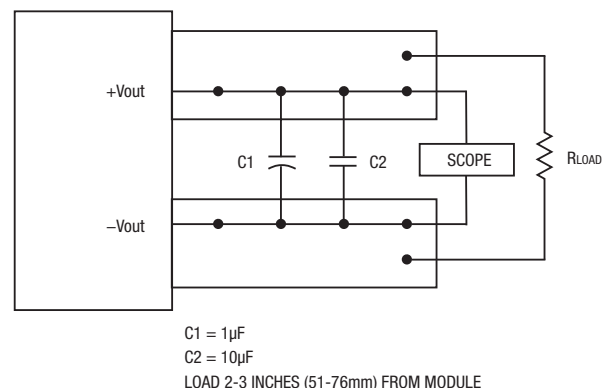 +Vout
C1
C2
SCOPE
RLOAD
−Vout
C1 = 1µF
C2 = 10µF
LOAD 2-3 INCHES (51-76mm) FROM MODULE